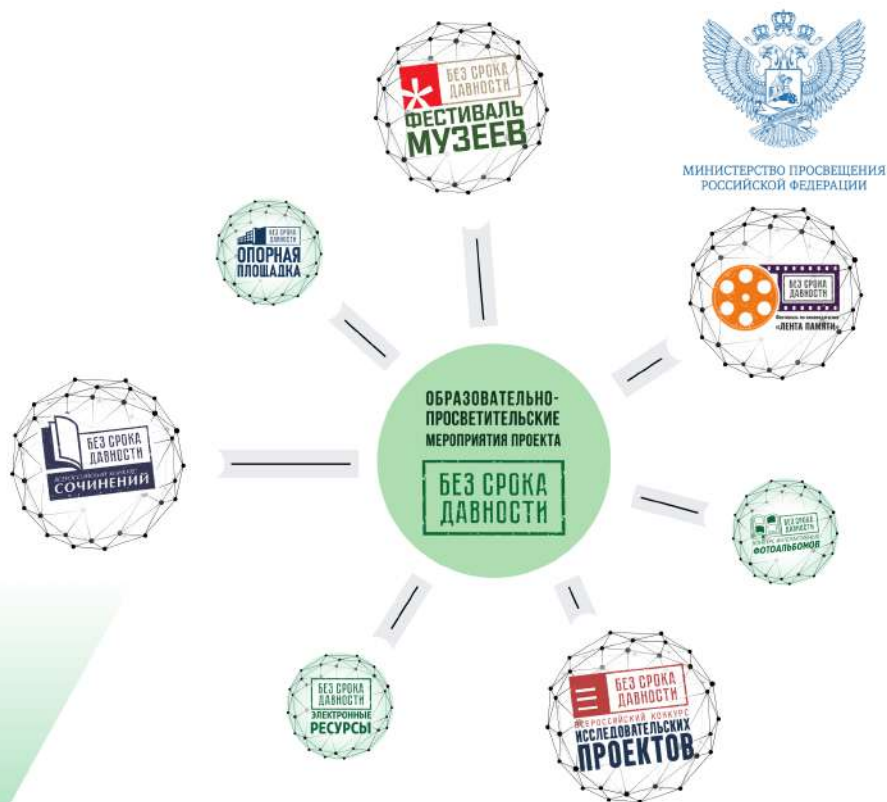 БЕЗ СРОКА
ДАВНОСТИ
ФЕСТИВАЛЬ
МУЗЕЕВ
МИНИСТЕРСТВО ПРОСВЕЩЕНИЯ
РОССИЙСКОЙ ФЕДЕРАЦИИ
БЕЗ СРОКА
ДАВНОСТИ
ОПОРНАЯ
ПЛОЩАДКА
БЕЗ СРОКА
ДАВНОСТИ
«ЛЕНТА ПАМЯТИ»
ОБРАЗОВАТЕЛЬНО-
ПРОСВЕТИТЕЛЬСКИЕ
МЕРОПРИЯТИЯ ПРОЕКТА
БЕЗ СРОКА
ДАВНОСТИ
БЕЗ СРОКА
ДАВНОСТИ
ВСЕРОССИЙСКИЙ КОНКУРС
СОЧИНЕНИЙ
БЕЗ СРОКА
ДАВНОСТИ
ФОТОАЛЬБОМОВ
БЕЗ СРОКА
ДАВНОСТИ
ЭЛЕКТРОННЫЕ
РЕСУРСЫ
БЕЗ СРОКА
ДАВНОСТИ
ВСЕРОССИЙСКИЙ КОНКУРС
ИССЛЕДОВАТЕЛЬСКИХ
ПРОЕКТОВ